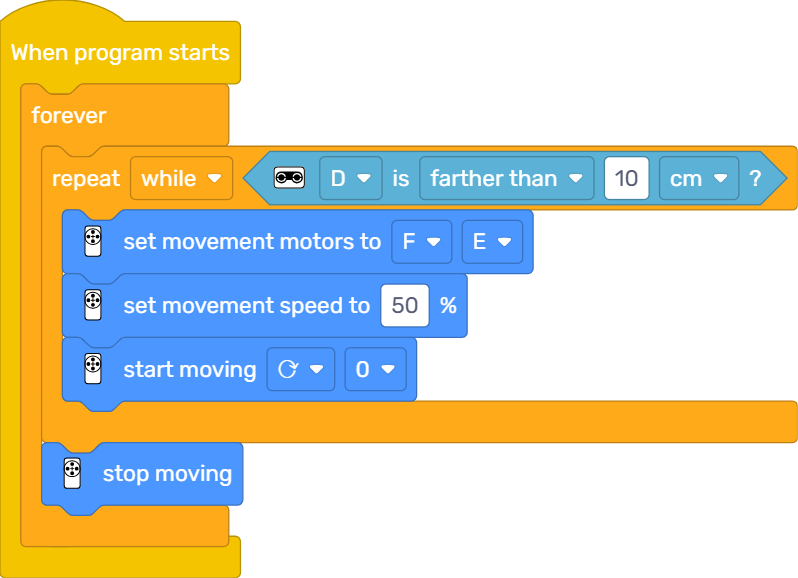 When program starts
forever
repeat while D is farther than 10 cm ?
set movement motors to F E
set movement speed to 50 %
start moving 0
stop moving